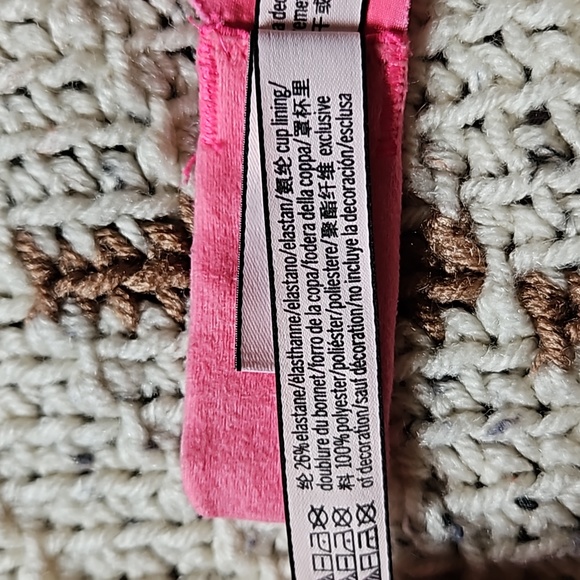 纶 26% elastane/élasthanne/elastano/elastan/氨纶 cup lining/
doublure du bonnet/forro de la copa/fodera della coppa/罩杯里
料 100% polyester/poliéster/poliestere/聚酯纤维 exclusive
of decoration/sauf décoration/no incluye la decoración/esclusa